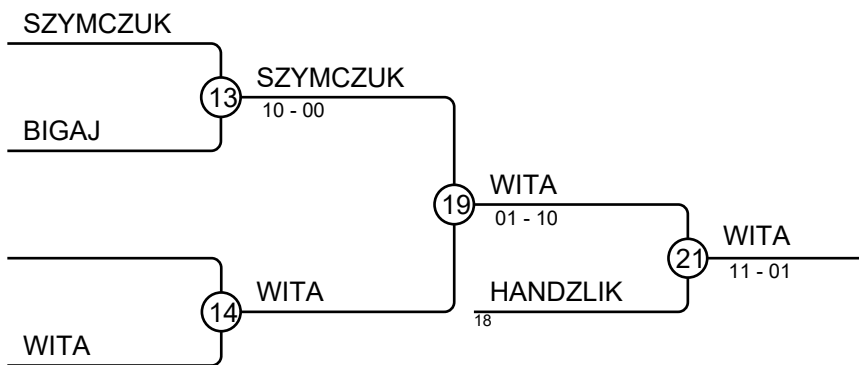 SZYMCZUK
13
SZYMCZUK
10 - 00
BIGAJ
19
WITA
01 - 10
21
WITA
11 - 01
14
WITA
HANDZLIK
18
WITA